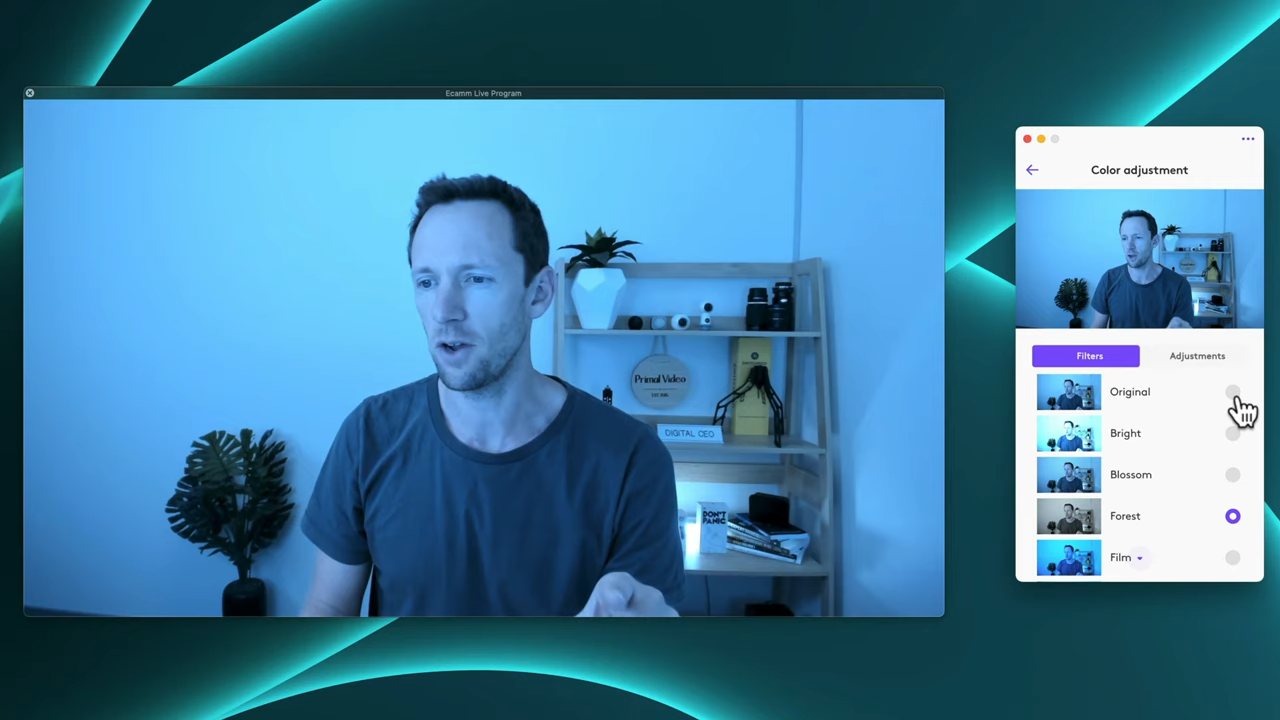 Ecamm Live Program
Color adjustment
Filters
Adjustments
Original
Bright
Blossom
Forest
Film
Primal Video
DIGITAL CEO
DON'T
PANIC